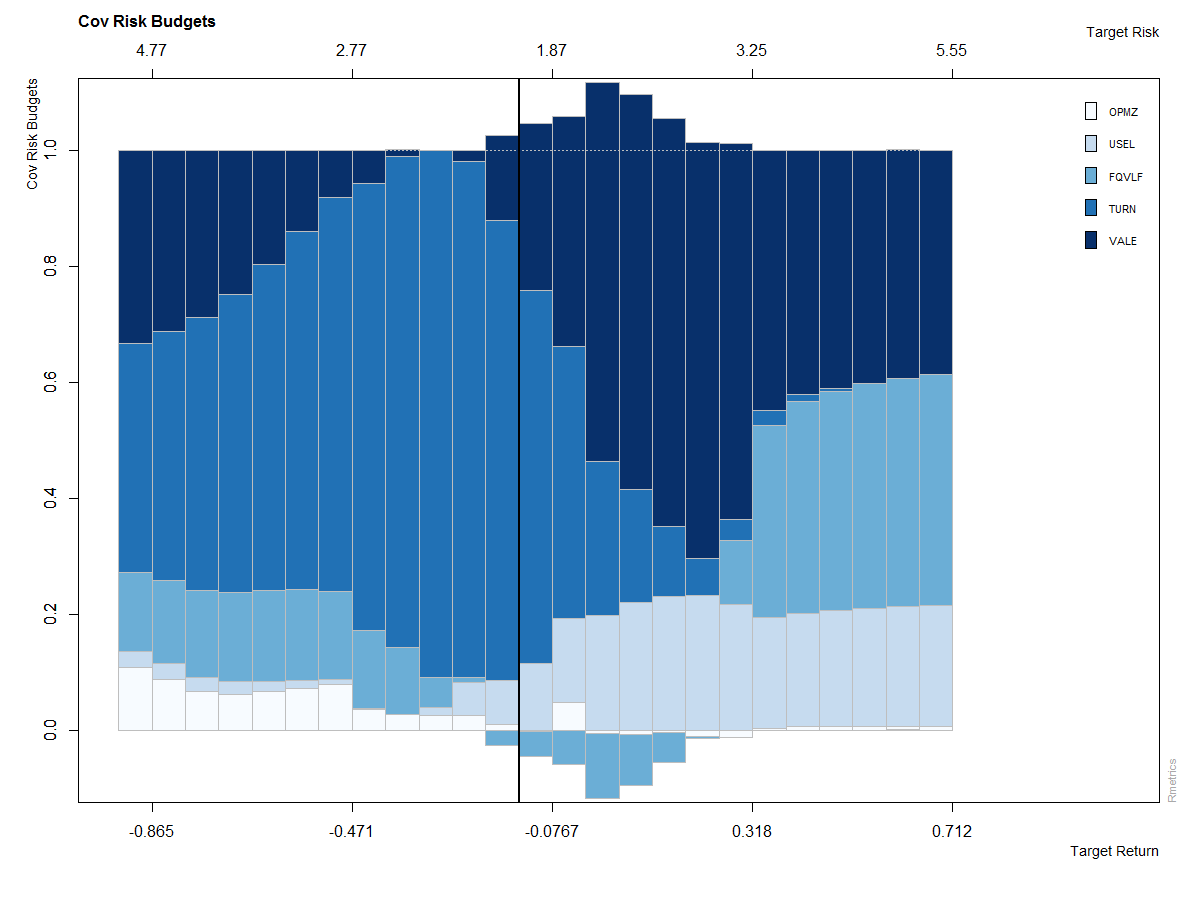 Cov Risk Budgets
Target Risk
4.77 2.77 1.87 3.25 5.55
Cov Risk Budgets
1.0
0.8
0.6
0.4
0.2
0.0
OPMZ
USEL
FQVLF
TURN
VALE
Rmetrics
-0.865 -0.471 -0.0767 0.318 0.712
Target Return